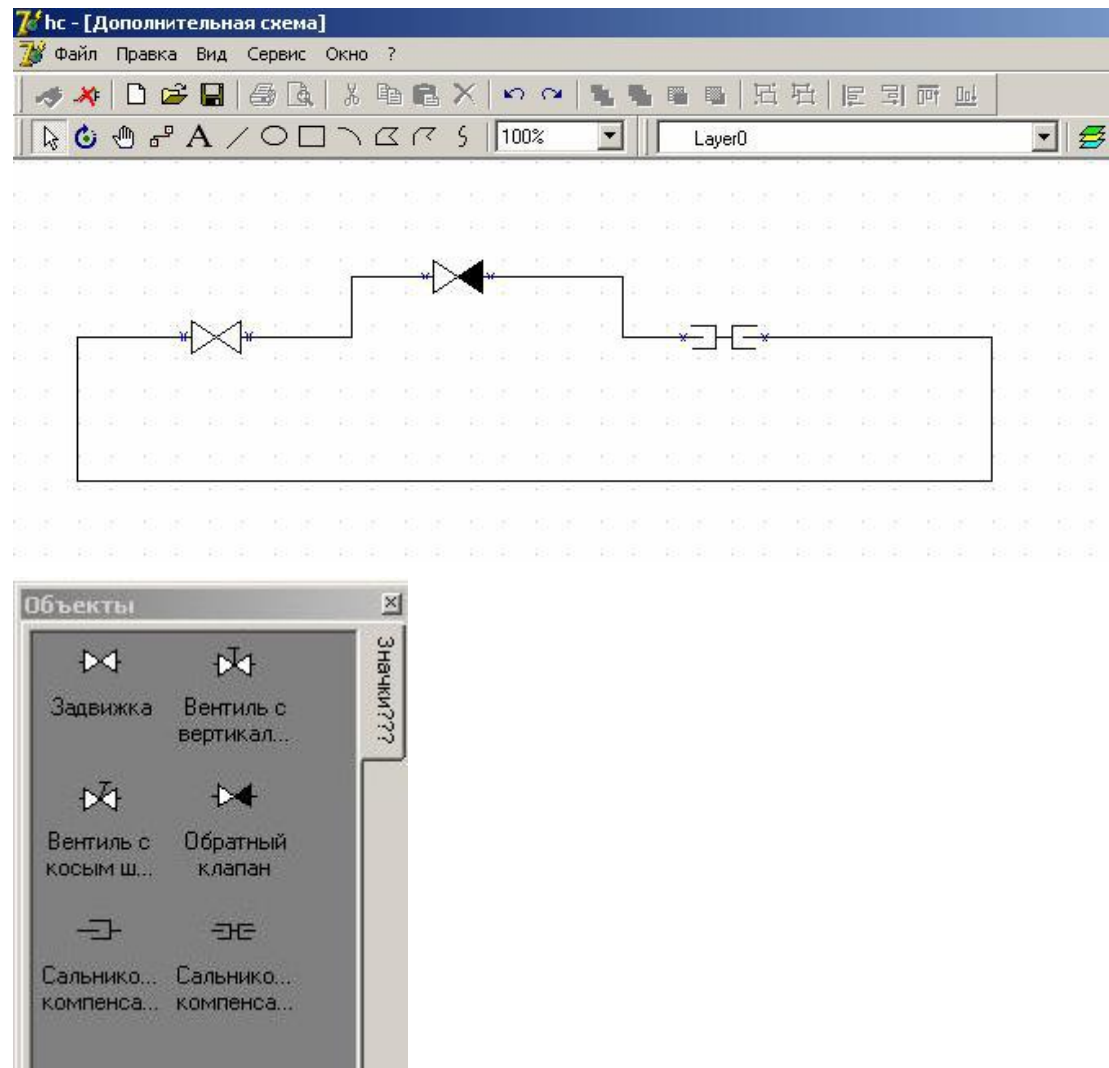 hc - [Дополнительная схема]
Файл Правка Вид Сервис Окно ?
A 100% Layer0
Объекты
Значки???
Задвижка
Вентиль с
вертикал...
Вентиль с
косым ш...
Обратный
клапан
Сальнико...
компенса...
Сальнико...
компенса...